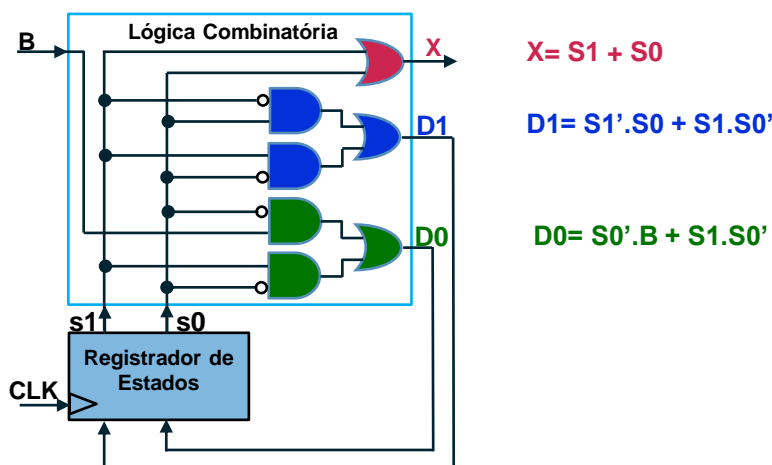 Lógica Combinatória
B
X
X= S1 + S0
D1
D1= S1'.S0 + S1.S0'
D0
D0= S0'.B + S1.S0'
s1
s0
Registrador de
Estados
CLK